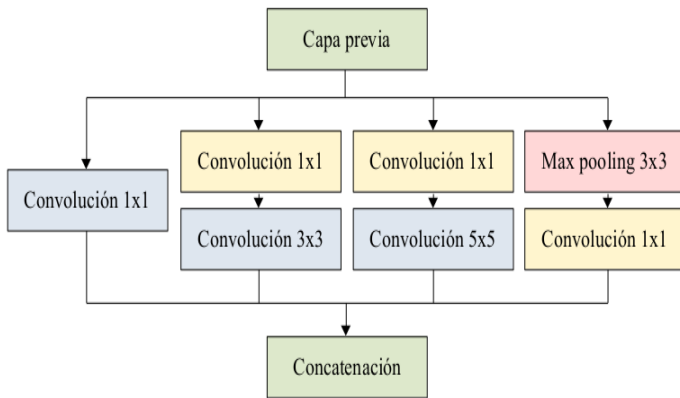 Capa previa
Convolución 1x1
Convolución 1x1
Max pooling 3x3
Convolución 1x1
Convolución 3x3
Convolución 5x5
Convolución 1x1
Concatenación